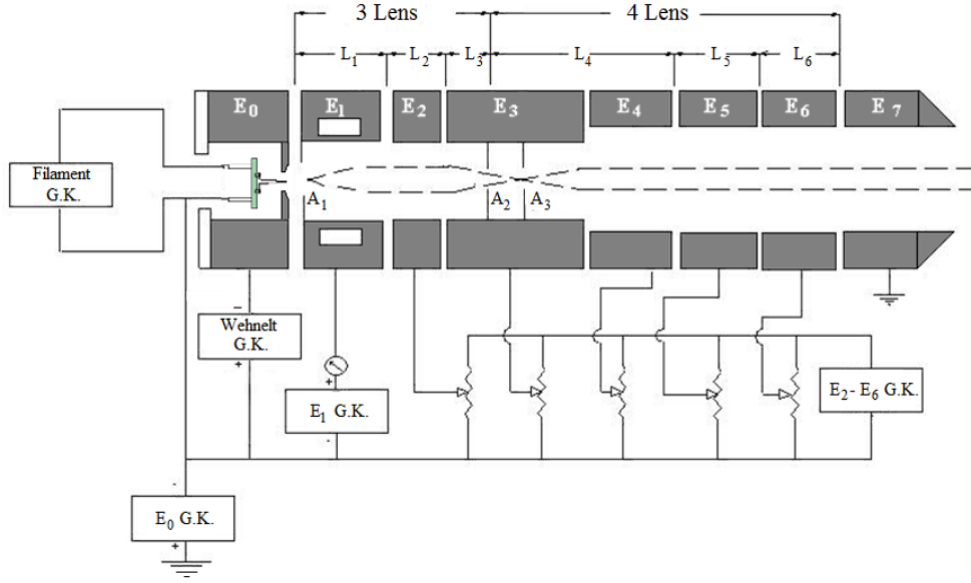 3 Lens
4 Lens
L1 L2 L3 L4 L5 L6
E0 E1 E2 E3 E4 E5 E6 E7
Filament
G.K.
A1 A2 A3
-
Wehnelt
G.K.
+
+
E1 G.K.
-
E2 - E6 G.K.
-
E0 G.K.
+